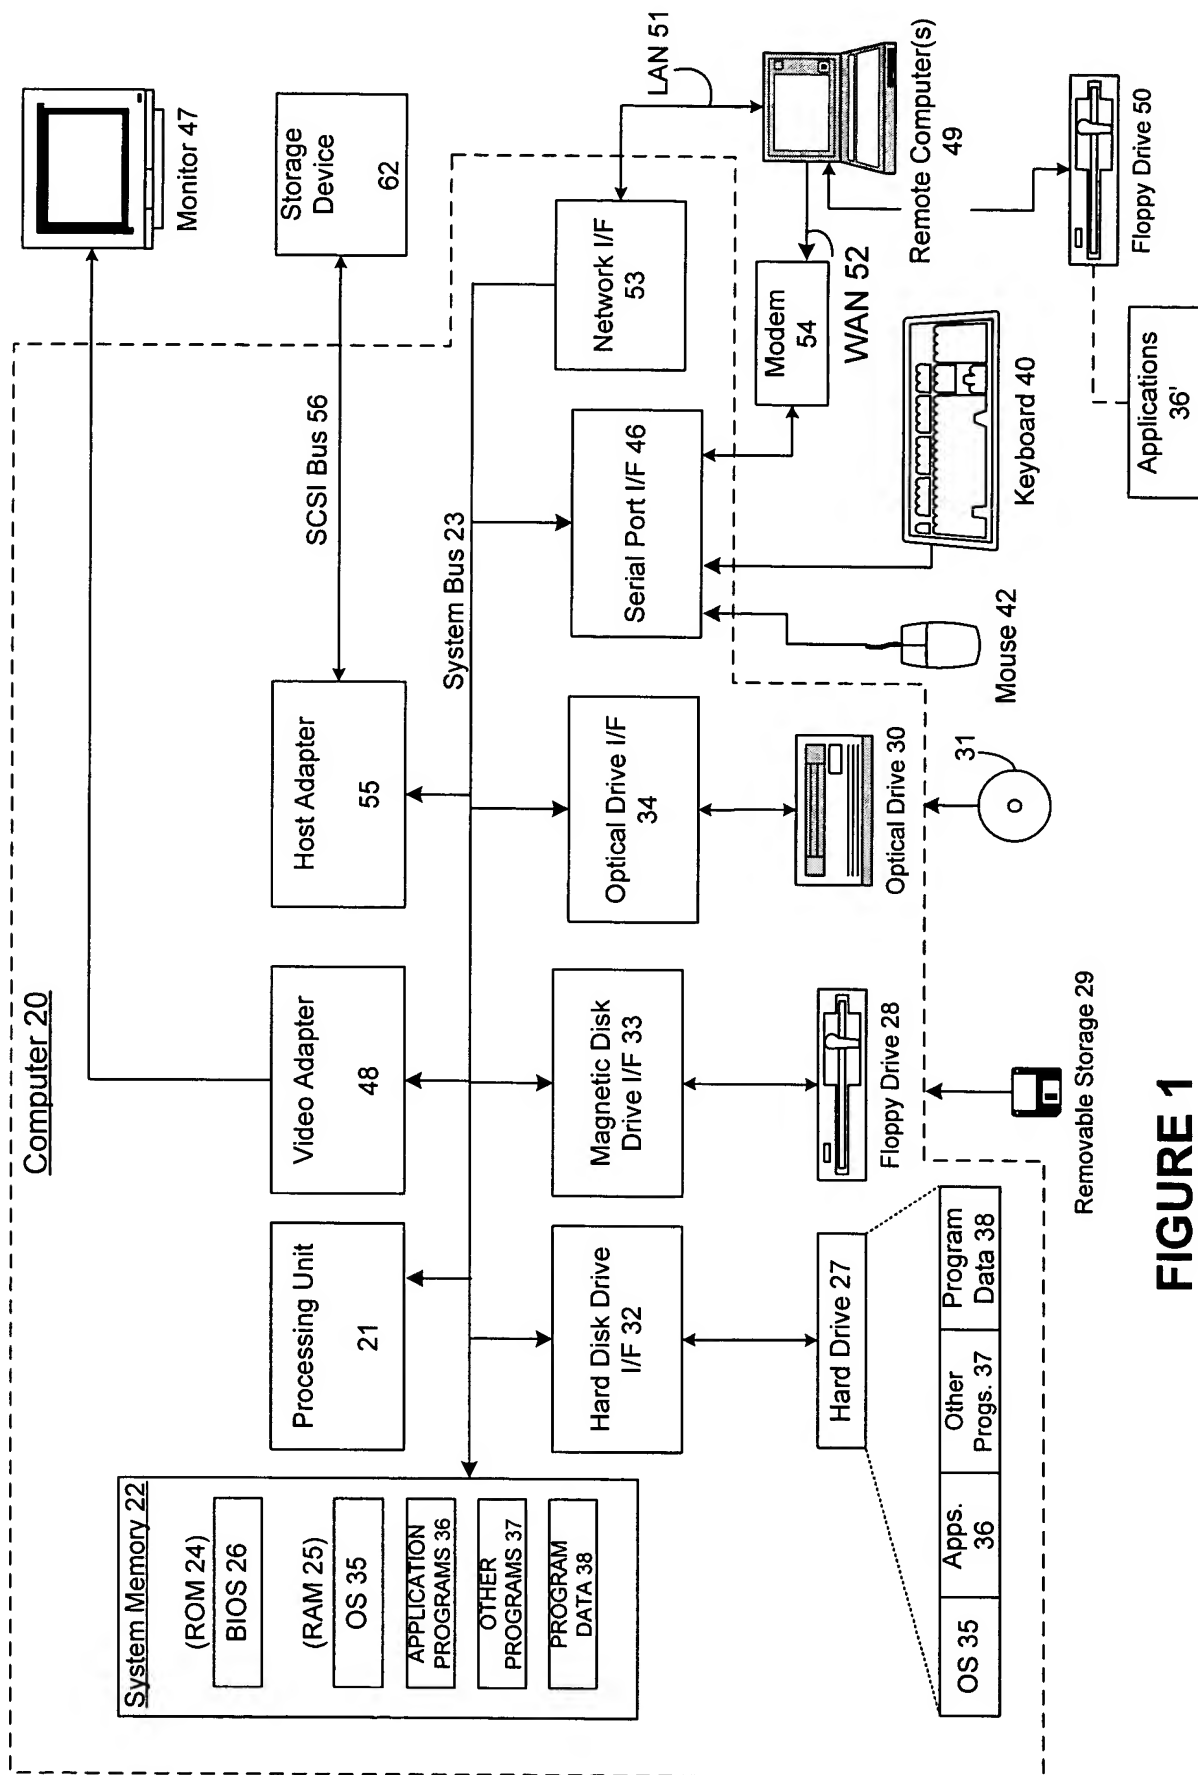 Computer 20
System Memory 22
(ROM 24)
BIOS 26
(RAM 25)
OS 35
APPLICATION
PROGRAMS 36
OTHER
PROGRAMS 37
PROGRAM
DATA 38
Processing Unit
21
Video Adapter
48
Host Adapter
55
Monitor 47
Storage
Device
62
SCSI Bus 56
System Bus 23
Hard Disk Drive
I/F 32
Magnetic Disk
Drive I/F 33
Optical Drive I/F
34
Serial Port I/F 46
Network I/F
53
LAN 51
Modem
54
WAN 52
Remote Computer(s)
49
Hard Drive 27
Floppy Drive 28
Optical Drive 30
31
Mouse 42
Keyboard 40
Floppy Drive 50
Applications
36'
OS 35
Apps.
36
Other
Progs. 37
Program
Data 38
Removable Storage 29
FIGURE 1